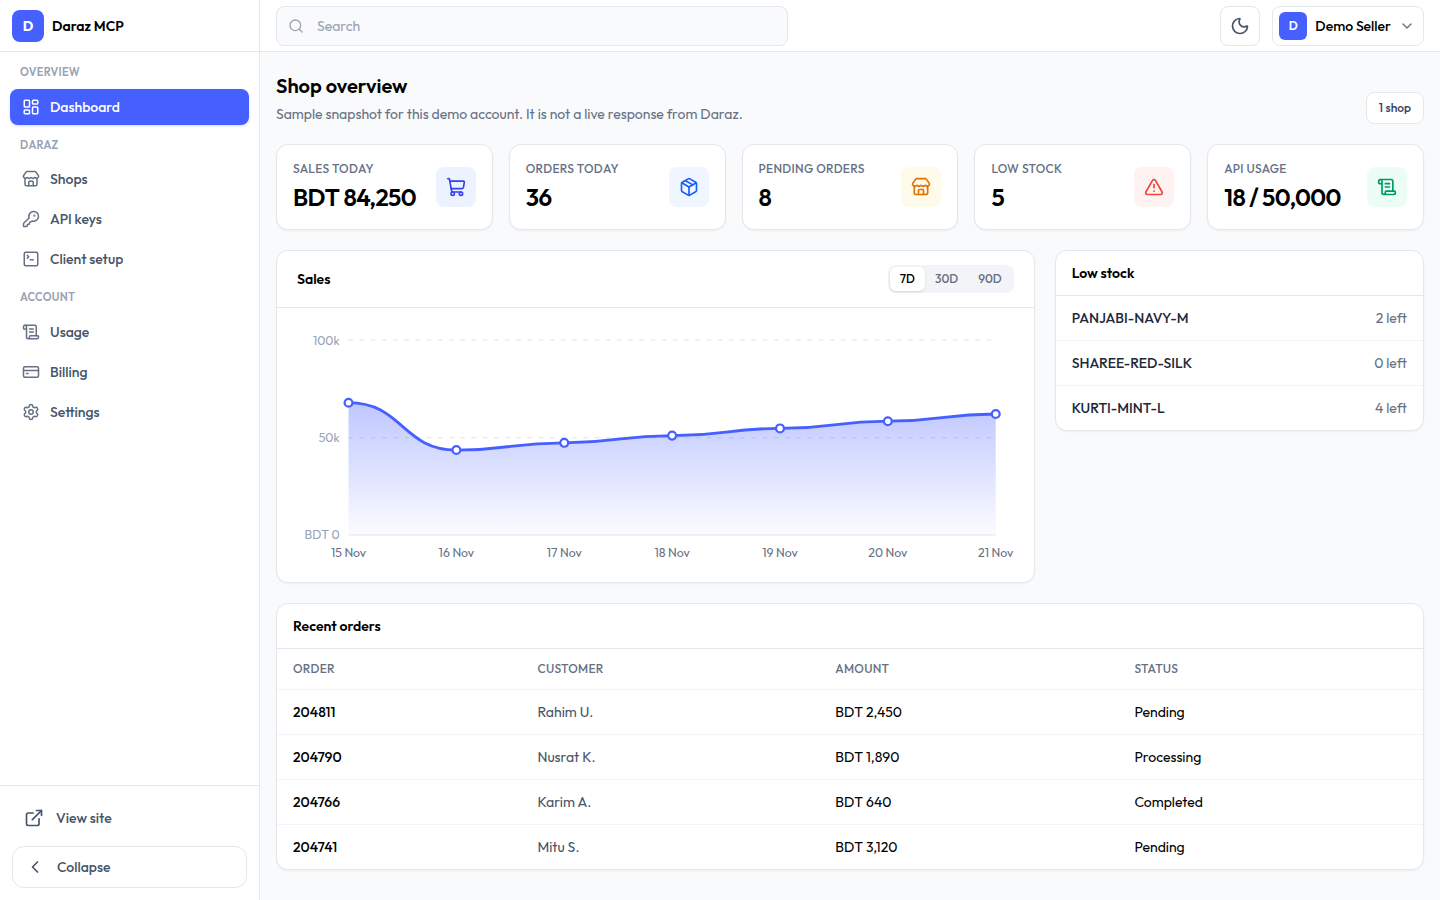 D Daraz MCP
Search
D Demo Seller
OVERVIEW
Dashboard
DARAZ
Shops
API keys
Client setup
ACCOUNT
Usage
Billing
Settings
View site
Collapse
Shop overview
Sample snapshot for this demo account. It is not a live response from Daraz.
1 shop
SALES TODAY
BDT 84,250
ORDERS TODAY
36
PENDING ORDERS
8
LOW STOCK
5
API USAGE
18 / 50,000
Sales
7D 30D 90D
100k
50k
BDT 0
15 Nov 16 Nov 17 Nov 18 Nov 19 Nov 20 Nov 21 Nov
Low stock
PANJABI-NAVY-M 2 left
SHAREE-RED-SILK 0 left
KURTI-MINT-L 4 left
Recent orders
ORDER CUSTOMER AMOUNT STATUS
204811 Rahim U. BDT 2,450 Pending
204790 Nusrat K. BDT 1,890 Processing
204766 Karim A. BDT 640 Completed
204741 Mitu S. BDT 3,120 Pending